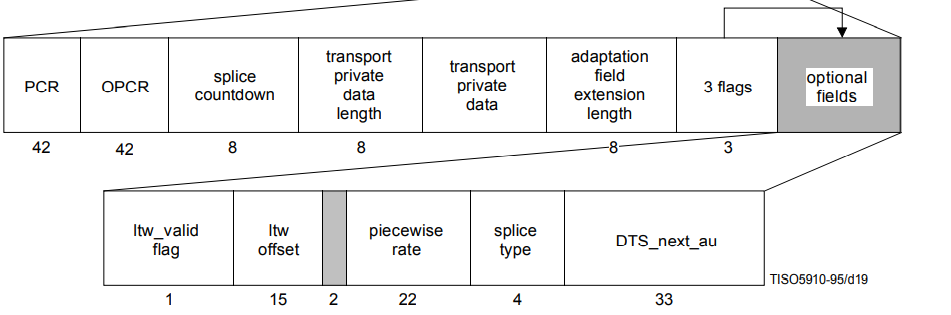 PCR
OPCR
splice
countdown
transport
private
data
length
transport
private
data
adaptation
field
extension
length
3 flags
optional
fields
42
42
8
8
8
3
ltw_valid
flag
ltw
offset
piecewise
rate
splice
type
DTS_next_au
TISO5910-95/d19
1
15
2
22
4
33